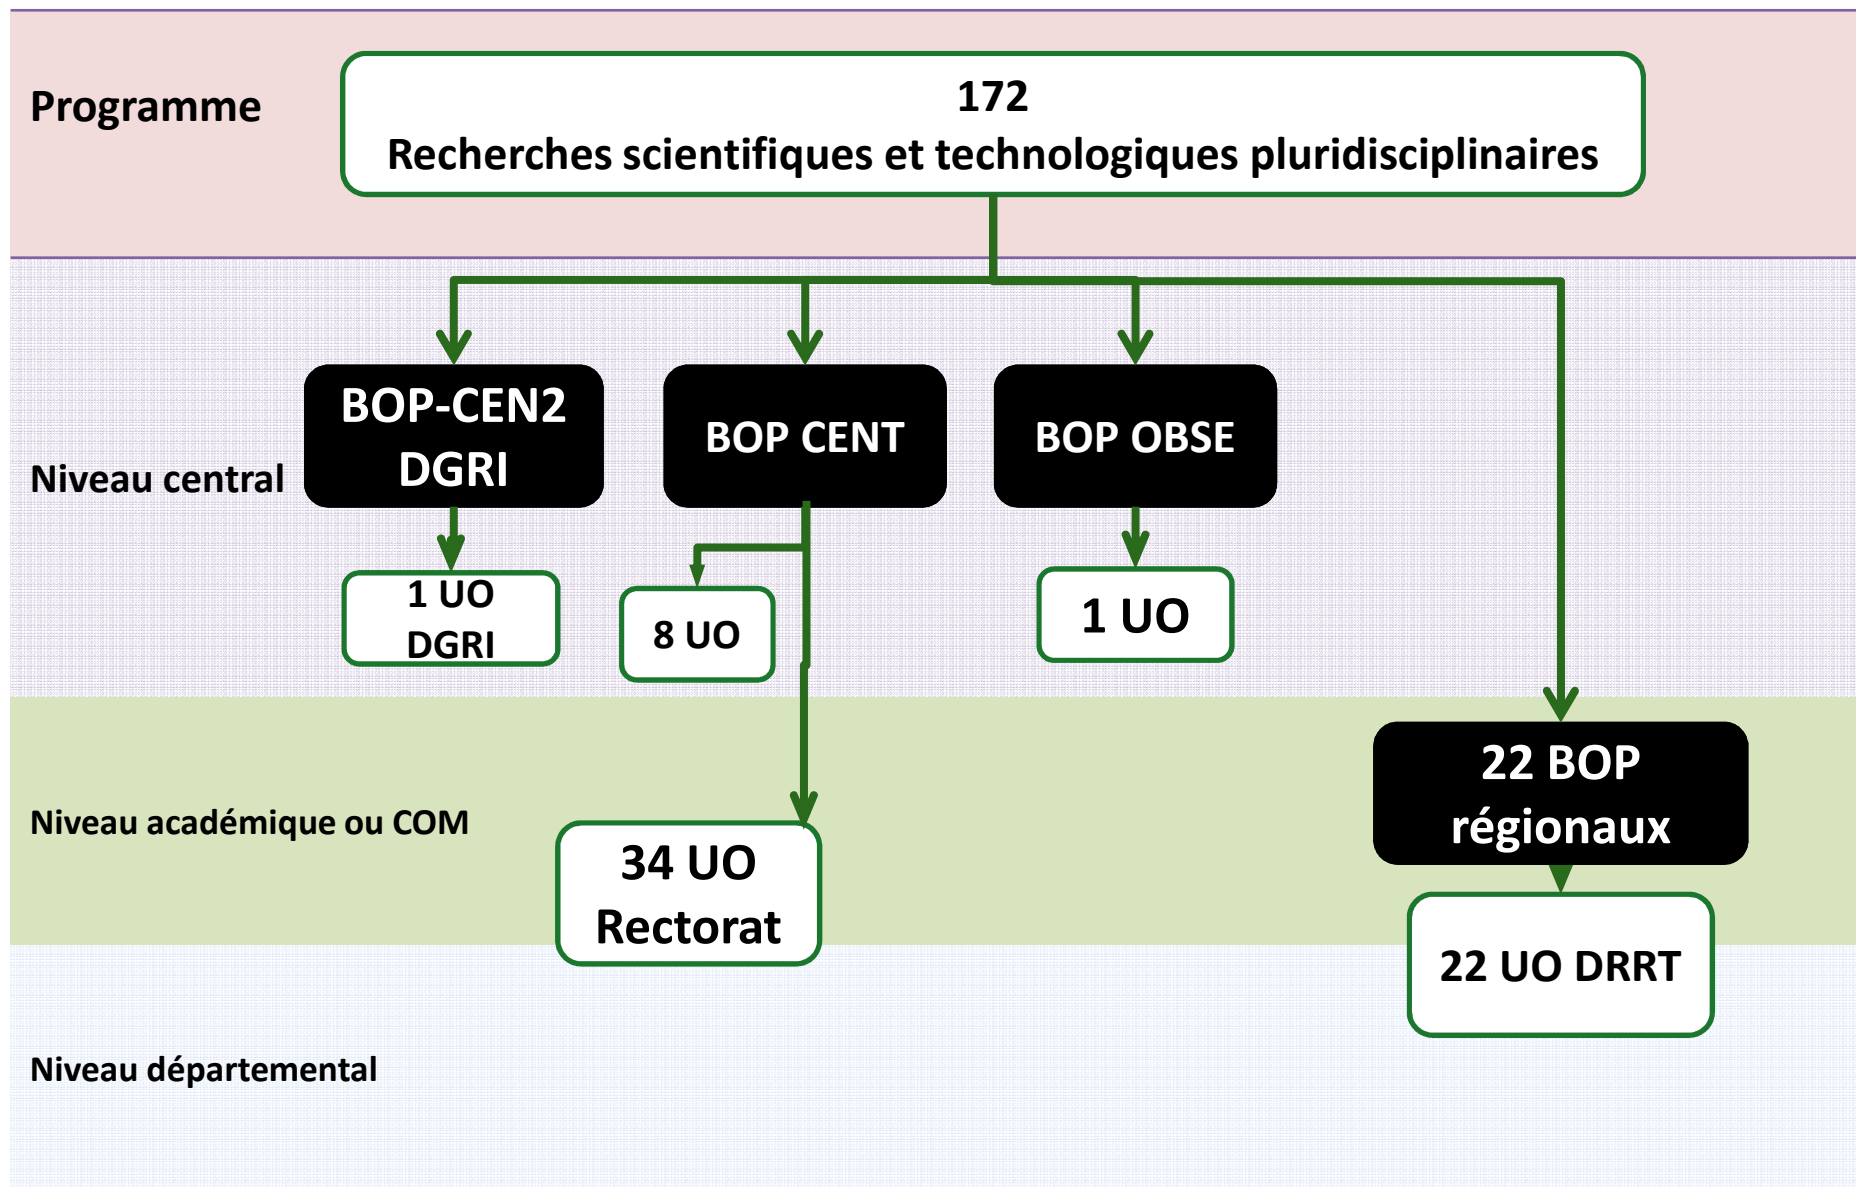 Programme
172
Recherches scientifiques et technologiques pluridisciplinaires
Niveau central
BOP-CEN2
DGRI
BOP CENT
BOP OBSE
1 UO
DGRI
8 UO
1 UO
Niveau académique ou COM
22 BOP
régionaux
34 UO
Rectorat
22 UO DRRT
Niveau départemental